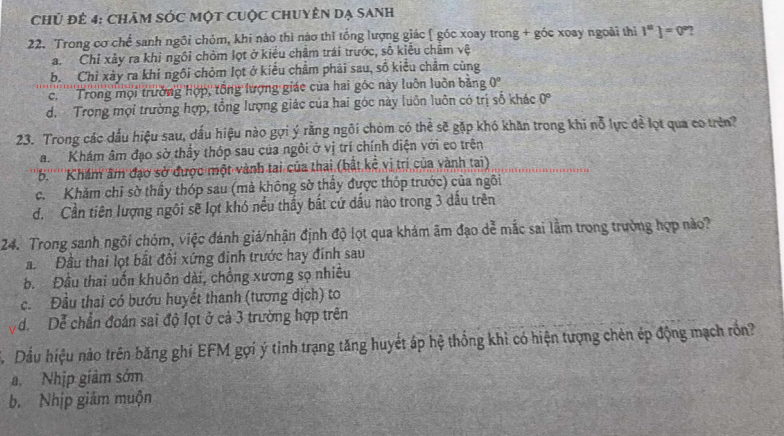 CHỦ ĐỀ 4: CHĂM SÓC MỘT CUỘC CHUYỂN DẠ SANH
22. Trong cơ chế sanh ngôi chỏm, khi nào thì nào thì tổng lượng giác [ góc xoay trong + góc xoay ngoài thì 1ª ] = 0º?
a. Chỉ xảy ra khi ngôi chỏm lọt ở kiểu chẩm trái trước, sổ kiểu chẩm vệ
b. Chỉ xảy ra khi ngôi chỏm lọt ở kiểu chẩm phải sau, sổ kiểu chẩm cùng
c. Trong mọi trường hợp, tổng lượng giác của hai góc này luôn luôn bằng 0º
d. Trong mọi trường hợp, tổng lượng giác của hai góc này luôn luôn có trị số khác 0º
23. Trong các dấu hiệu sau, dấu hiệu nào gợi ý rằng ngôi chỏm có thể sẽ gặp khó khăn trong khi nỗ lực để lọt qua eo trên?
a. Khám âm đạo sờ thấy thóp sau của ngôi ở vị trí chính diện với eo trên
b. Khám âm đạo sờ được một vành tai của thai (bất kể vị trí của vành tai)
c. Khám chỉ sờ thấy thóp sau (mà không sờ thấy được thóp trước) của ngôi
d. Cần tiên lượng ngôi sẽ lọt khó nếu thấy bất cứ dấu nào trong 3 dấu trên
24. Trong sanh ngôi chỏm, việc đánh giá/nhận định độ lọt qua khám âm đạo dễ mắc sai lầm trong trường hợp nào?
a. Đầu thai lọt bất đối xứng đỉnh trước hay đỉnh sau
b. Đầu thai uốn khuôn dài, chồng xương sọ nhiều
c. Đầu thai có bướu huyết thanh (tương dịch) to
v d. Dễ chẩn đoán sai độ lọt ở cả 3 trường hợp trên
. Dấu hiệu nào trên băng ghi EFM gợi ý tình trạng tăng huyết áp hệ thống khi có hiện tượng chèn ép động mạch rốn?
a. Nhịp giảm sớm
b. Nhịp giảm muộn